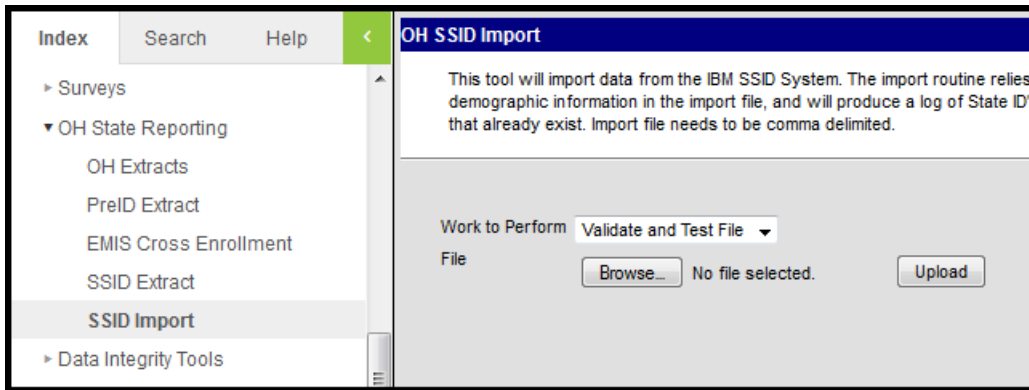 Index Search Help
Surveys
OH State Reporting
OH Extracts
PreID Extract
EMIS Cross Enrollment
SSID Extract
SSID Import
Data Integrity Tools
OH SSID Import
This tool will import data from the IBM SSID System. The import routine relies
demographic information in the import file, and will produce a log of State ID'
that already exist. Import file needs to be comma delimited.
Work to Perform Validate and Test File
File Browse... No file selected. Upload